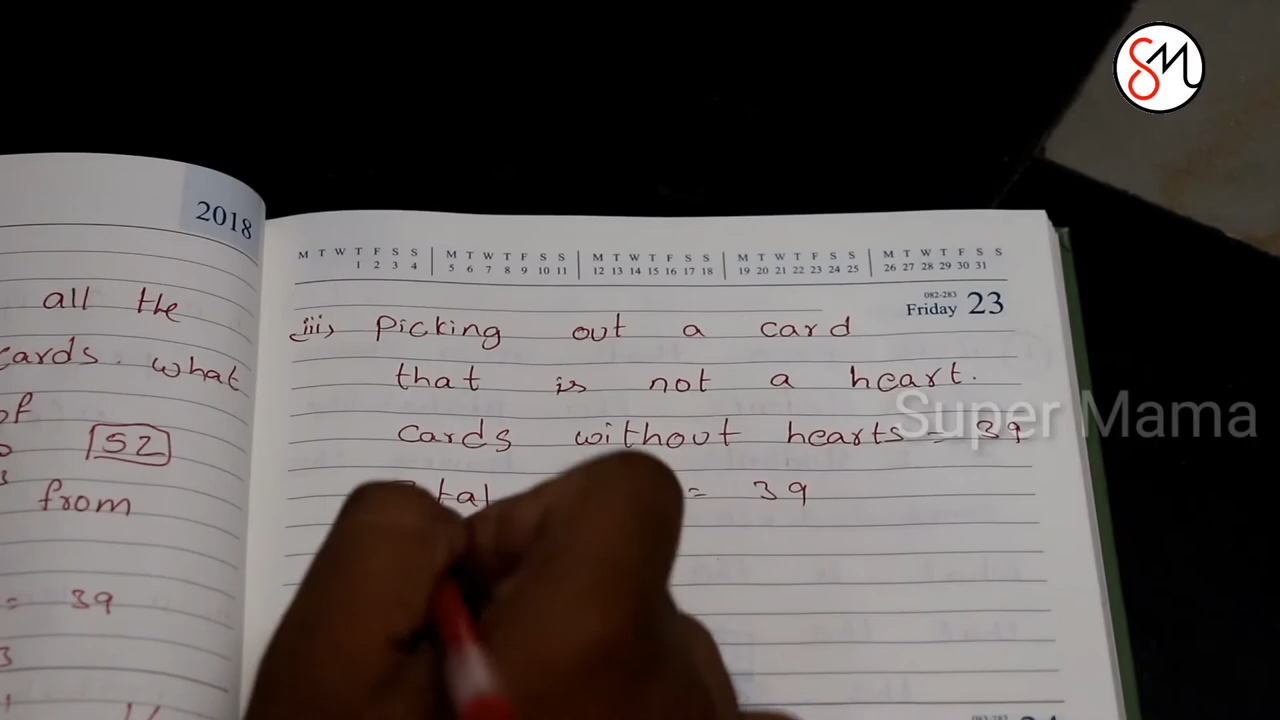 SM
2018
all the
cards. what
of
52
from
= 39
M T W T F S S M T W T F S S M T W T F S S M T W T F S S M T W T F S S
1 2 3 4 5 6 7 8 9 10 11 12 13 14 15 16 17 18 19 20 21 22 23 24 25 26 27 28 29 30 31
082-283
Friday 23
iii) Picking out a card
that is not a heart.
Super Mama
cards without hearts = 39
= 39